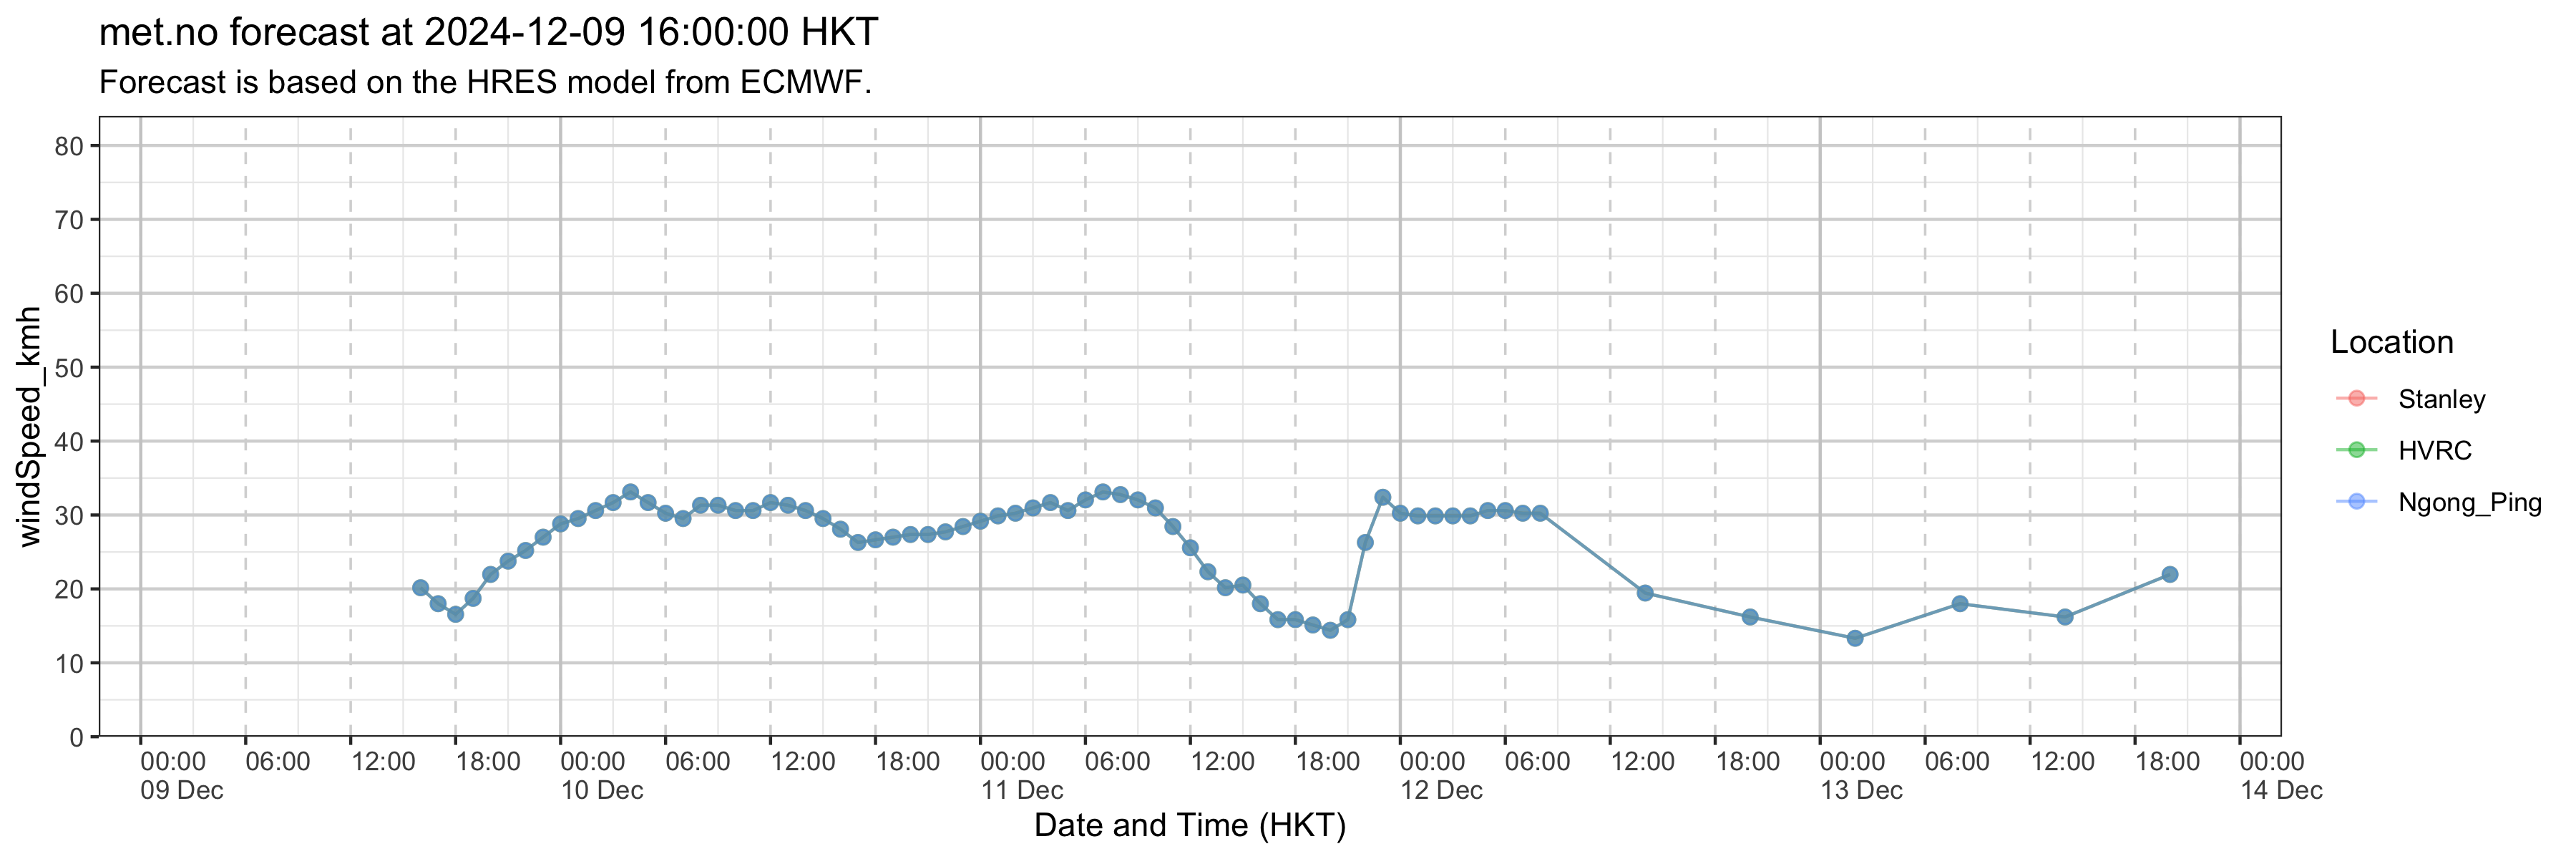 met.no forecast at 2024-12-09 16:00:00 HKT
Forecast is based on the HRES model from ECMWF.
windSpeed_kmh
80
70
60
50
40
30
20
10
0
00:00 06:00 12:00 18:00 00:00 06:00 12:00 18:00 00:00 06:00 12:00 18:00 00:00 06:00 12:00 18:00 00:00 06:00 12:00 18:00 00:00
09 Dec 10 Dec 11 Dec 12 Dec 13 Dec 14 Dec
Date and Time (HKT)
Location
Stanley
HVRC
Ngong_Ping